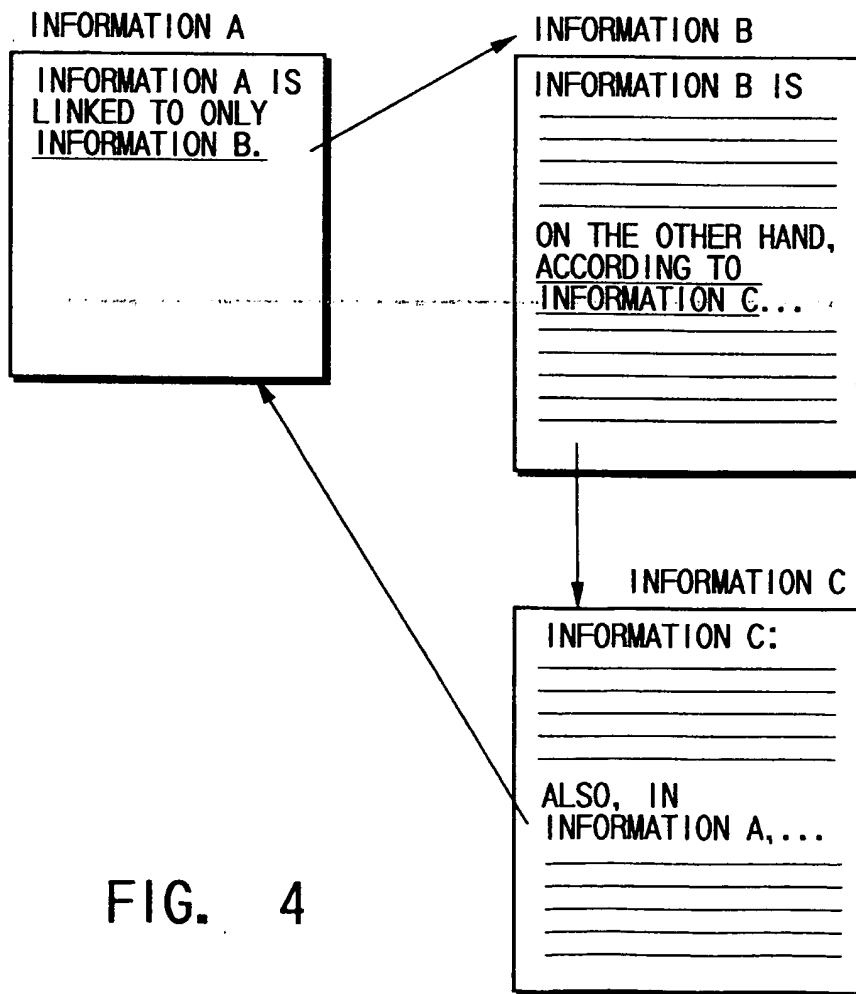 INFORMATION A
INFORMATION A IS
LINKED TO ONLY
INFORMATION B.
INFORMATION B
INFORMATION B IS
ON THE OTHER HAND,
ACCORDING TO
INFORMATION C...
INFORMATION C
INFORMATION C:
ALSO, IN
INFORMATION A,...
FIG. 4